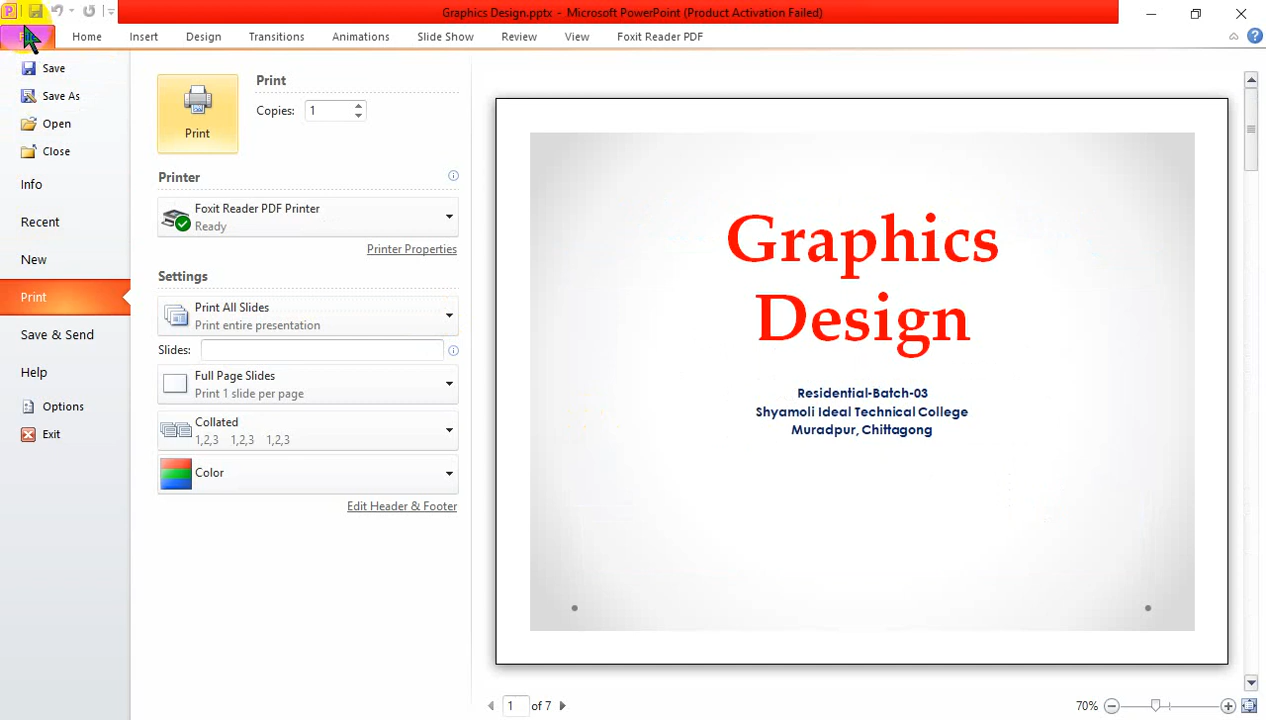 Graphics Design.pptx - Microsoft PowerPoint (Product Activation Failed)
Home Insert Design Transitions Animations Slide Show Review View Foxit Reader PDF
Save
Save As
Open
Close
Info
Recent
New
Print
Save & Send
Help
Options
Exit
Print
Print
Copies: 1
Printer
Foxit Reader PDF Printer
Ready
Printer Properties
Settings
Print All Slides
Print entire presentation
Slides:
Full Page Slides
Print 1 slide per page
Collated
1,2,3 1,2,3 1,2,3
Color
Edit Header & Footer
Graphics
Design
Residential-Batch-03
Shyamoli Ideal Technical College
Muradpur, Chittagong
1 of 7
70%